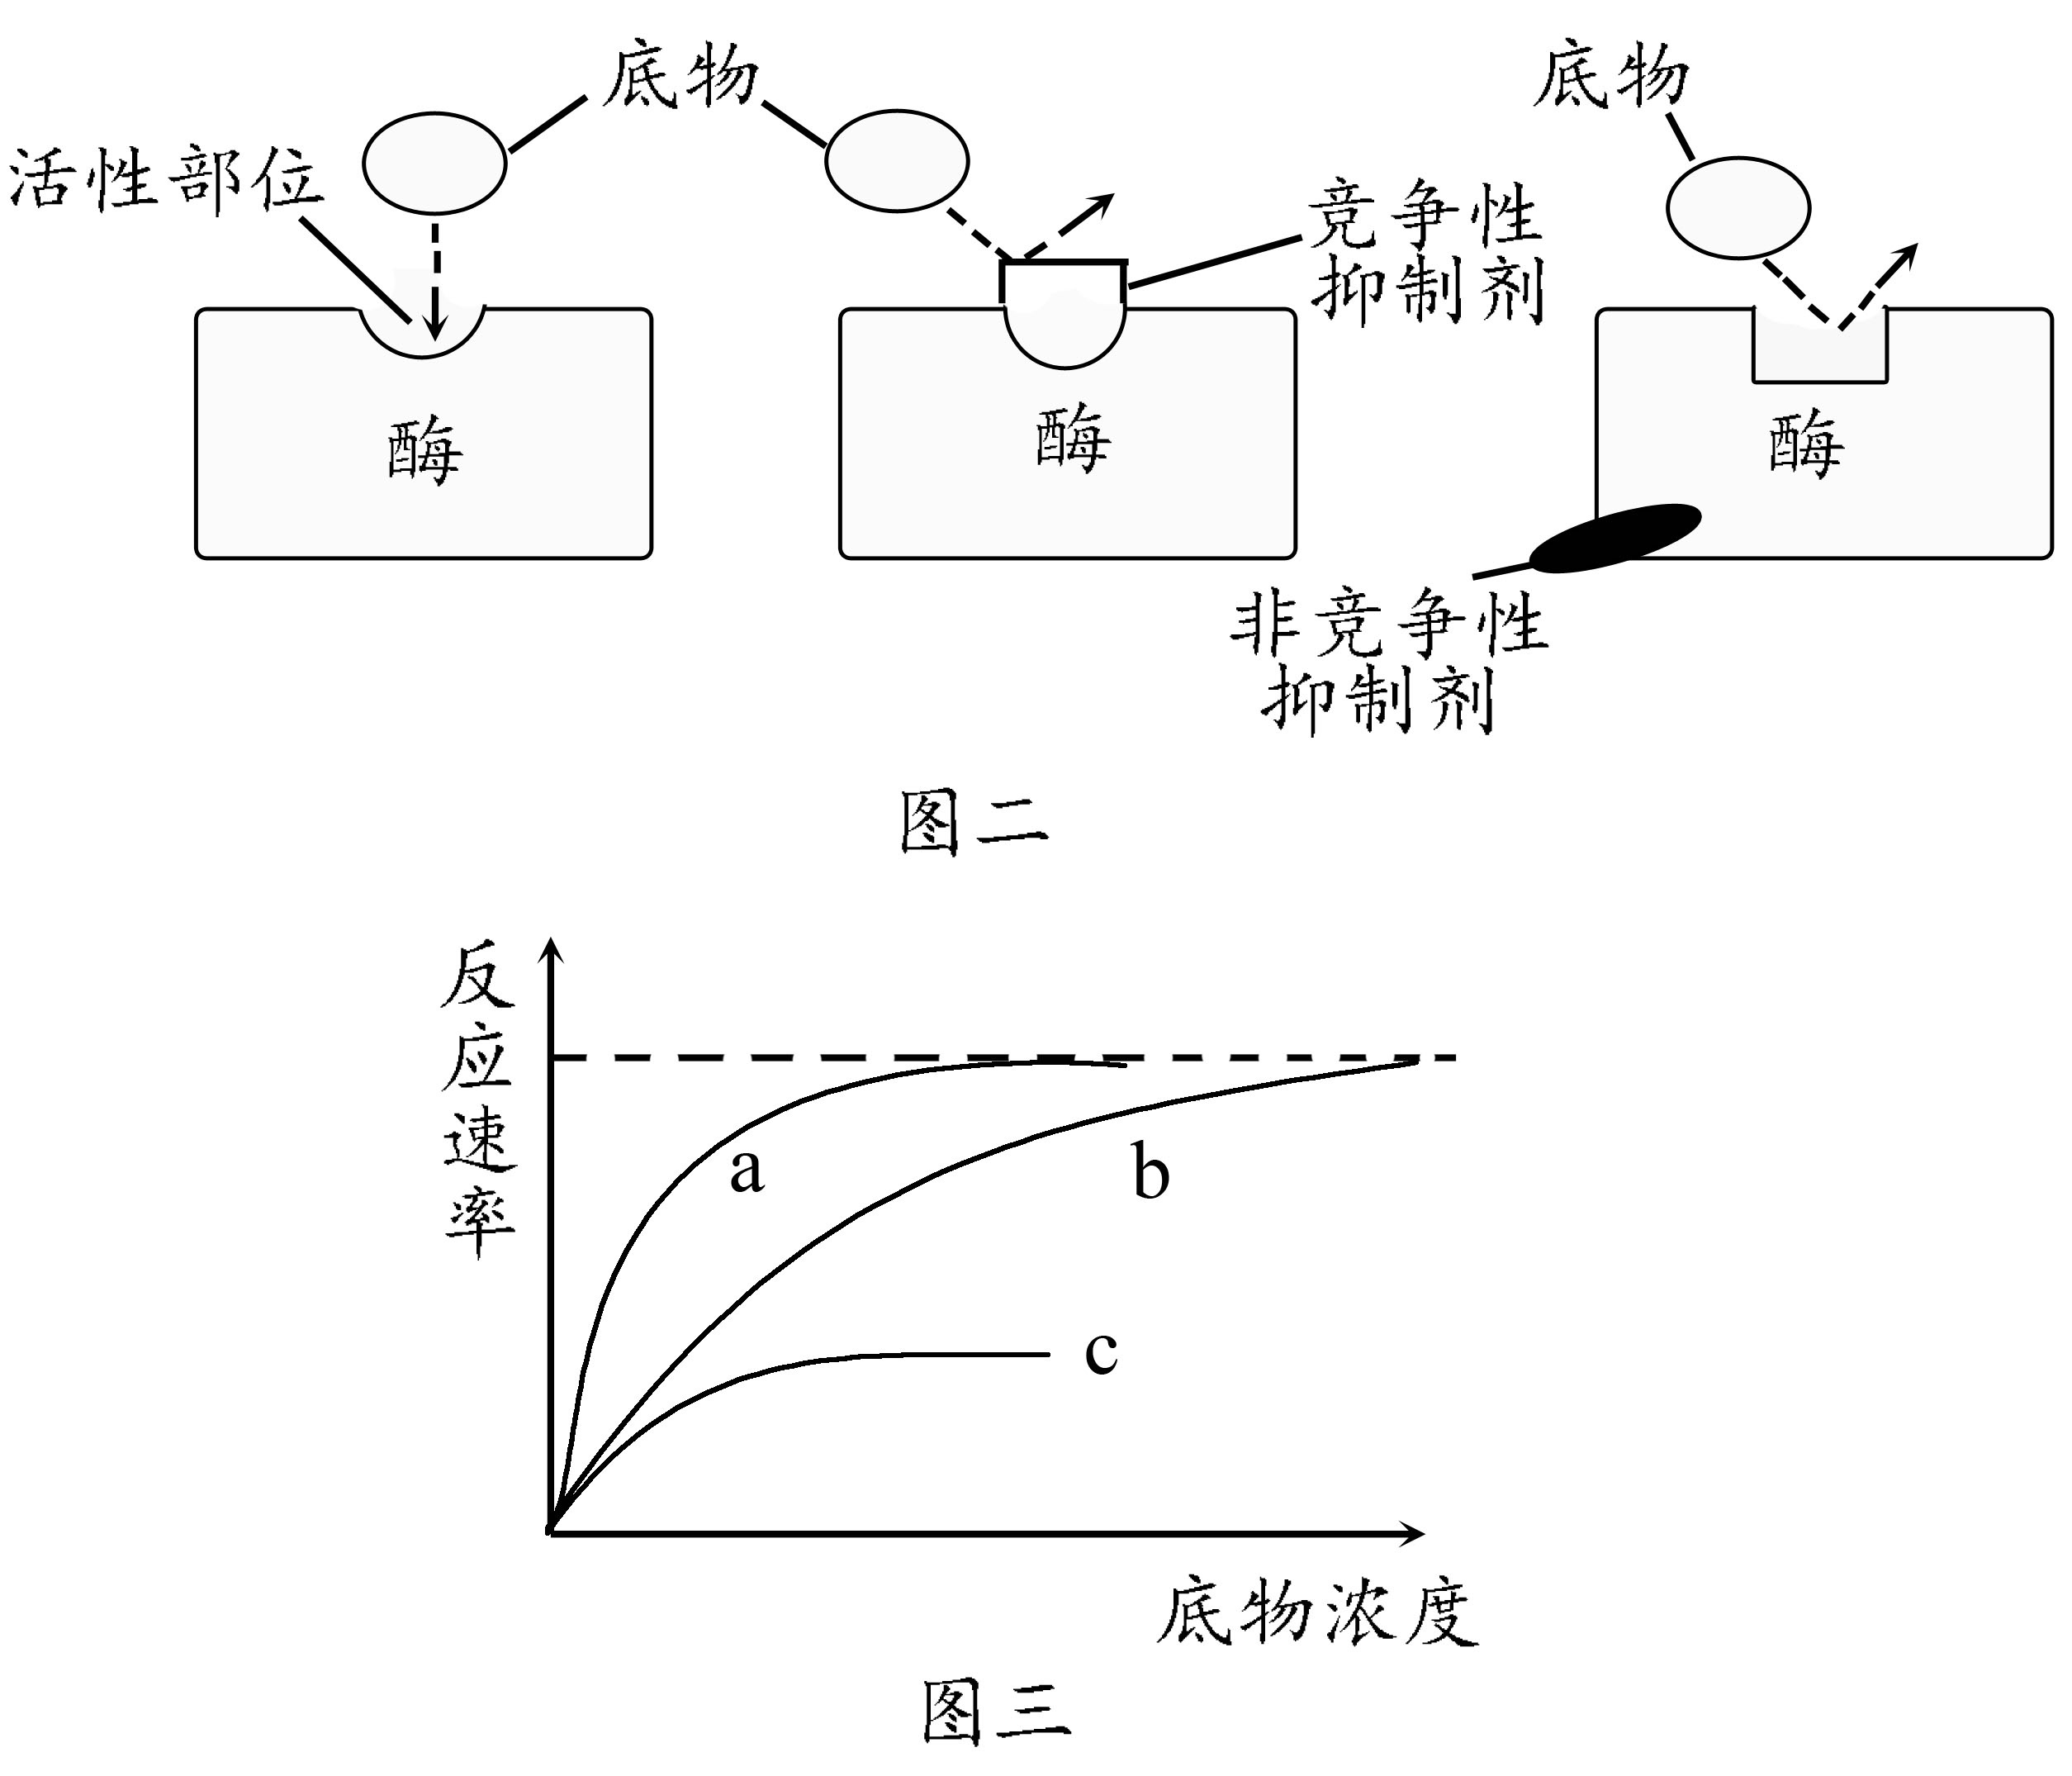 底物
底物
活性部位
竞争性
抑制剂
酶
酶
酶
非竞争性
抑制剂
图二
反应速率
a
b
c
底物浓度
图三